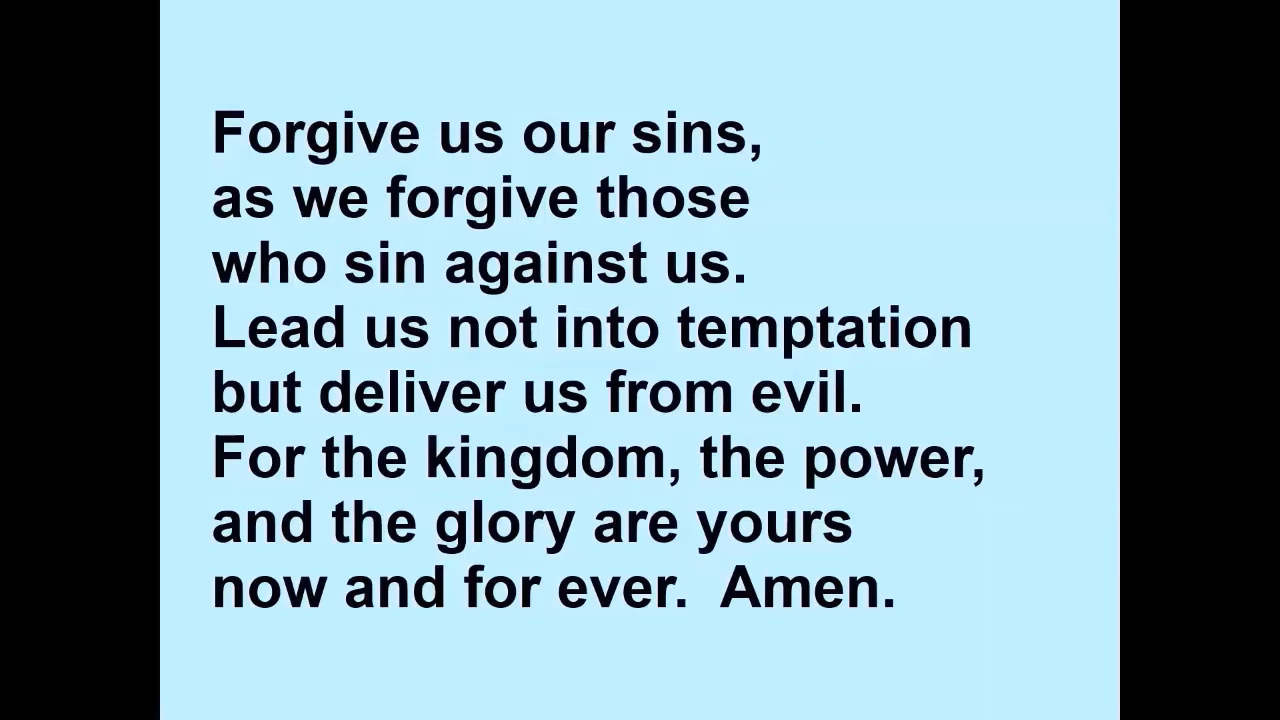 Forgive us our sins,
as we forgive those
who sin against us.
Lead us not into temptation
but deliver us from evil.
For the kingdom, the power,
and the glory are yours
now and for ever.  Amen.